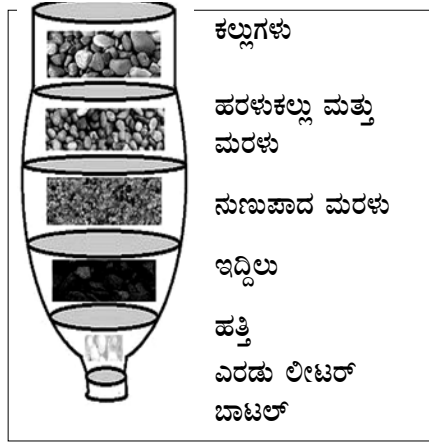 ಕಲ್ಲುಗಳು
ಹರಳುಕಲ್ಲು ಮತ್ತು
ಮರಳು
ನುಣುಪಾದ ಮರಳು
ಇದ್ದಿಲು
ಹತ್ತಿ
ಎರಡು ಲೀಟರ್
ಬಾಟಲ್